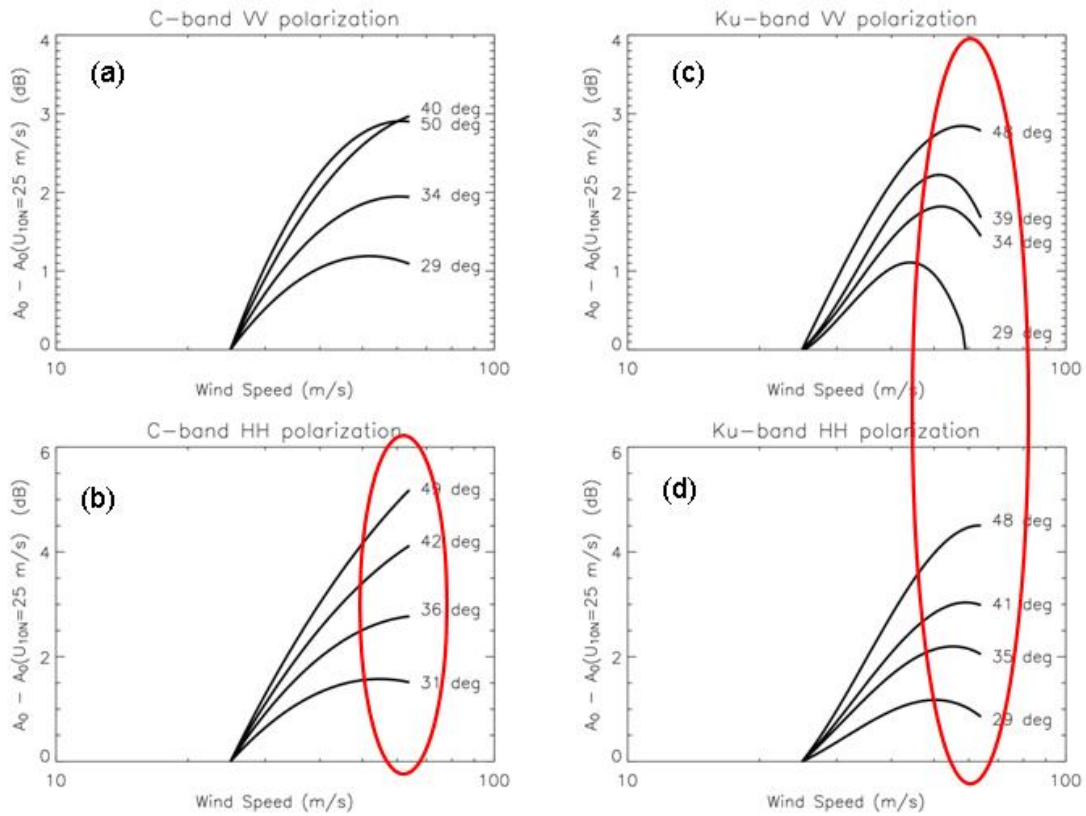 C-band VV polarization
(a)
A₀ - A₀(U₁₀ₙ=25 m/s) (dB)
4
3
2
1
0
40 deg
50 deg
34 deg
29 deg
10
100
Wind Speed (m/s)
Ku-band VV polarization
(c)
A₀ - A₀(U₁₀ₙ=25 m/s) (dB)
4
3
2
1
0
48 deg
39 deg
34 deg
29 deg
10
100
Wind Speed (m/s)
C-band HH polarization
(b)
A₀ - A₀(U₁₀ₙ=25 m/s) (dB)
6
4
2
0
49 deg
42 deg
36 deg
31 deg
10
100
Wind Speed (m/s)
Ku-band HH polarization
(d)
A₀ - A₀(U₁₀ₙ=25 m/s) (dB)
6
4
2
0
48 deg
41 deg
35 deg
29 deg
10
100
Wind Speed (m/s)